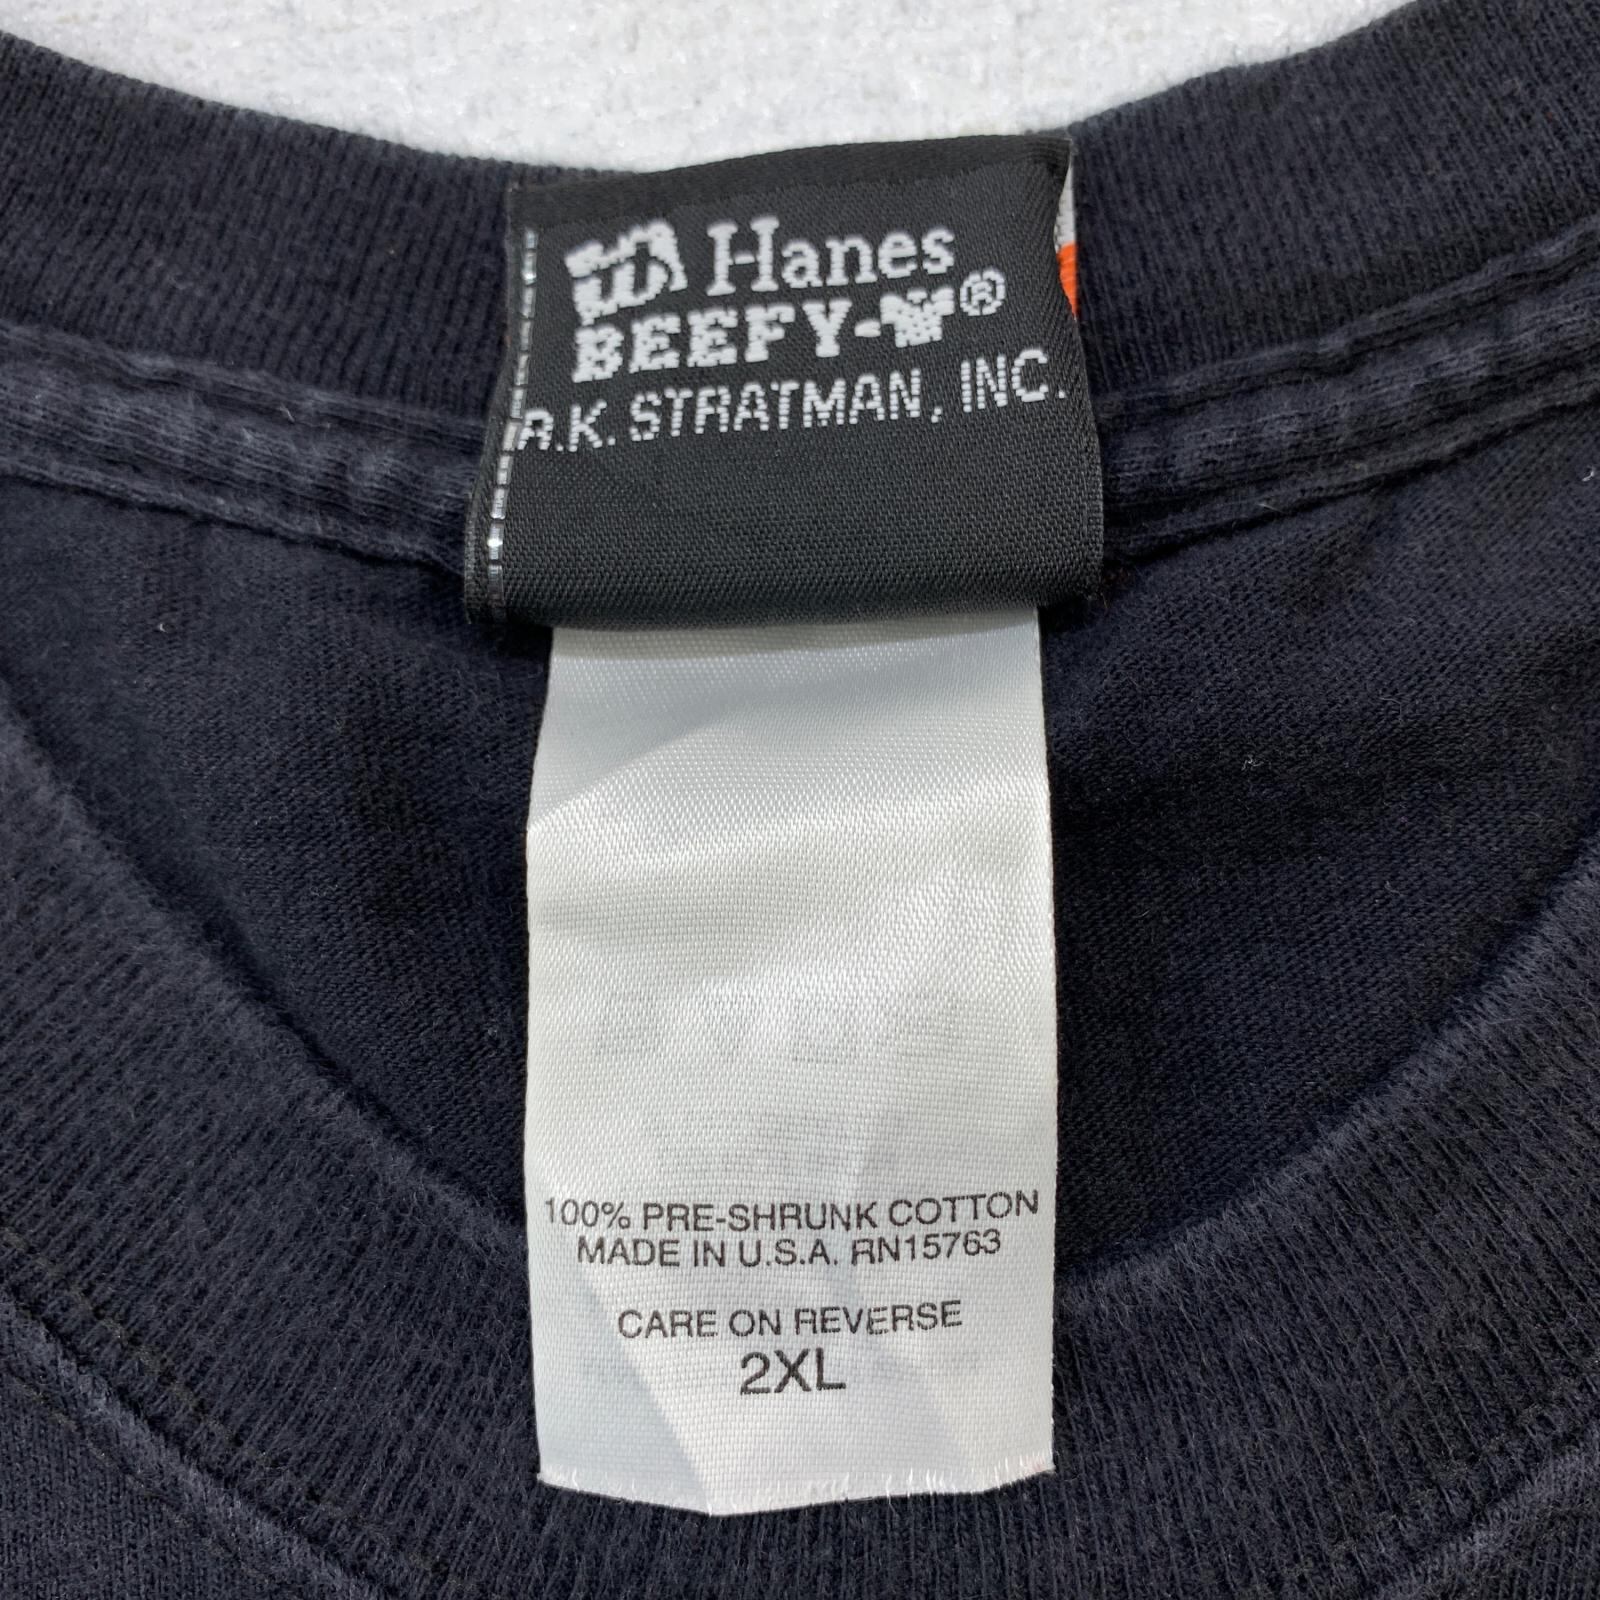 Hanes
BEEFY-T®
R.K. STRATMAN, INC.
100% PRE-SHRUNK COTTON
MADE IN U.S.A. RN15763
CARE ON REVERSE
2XL